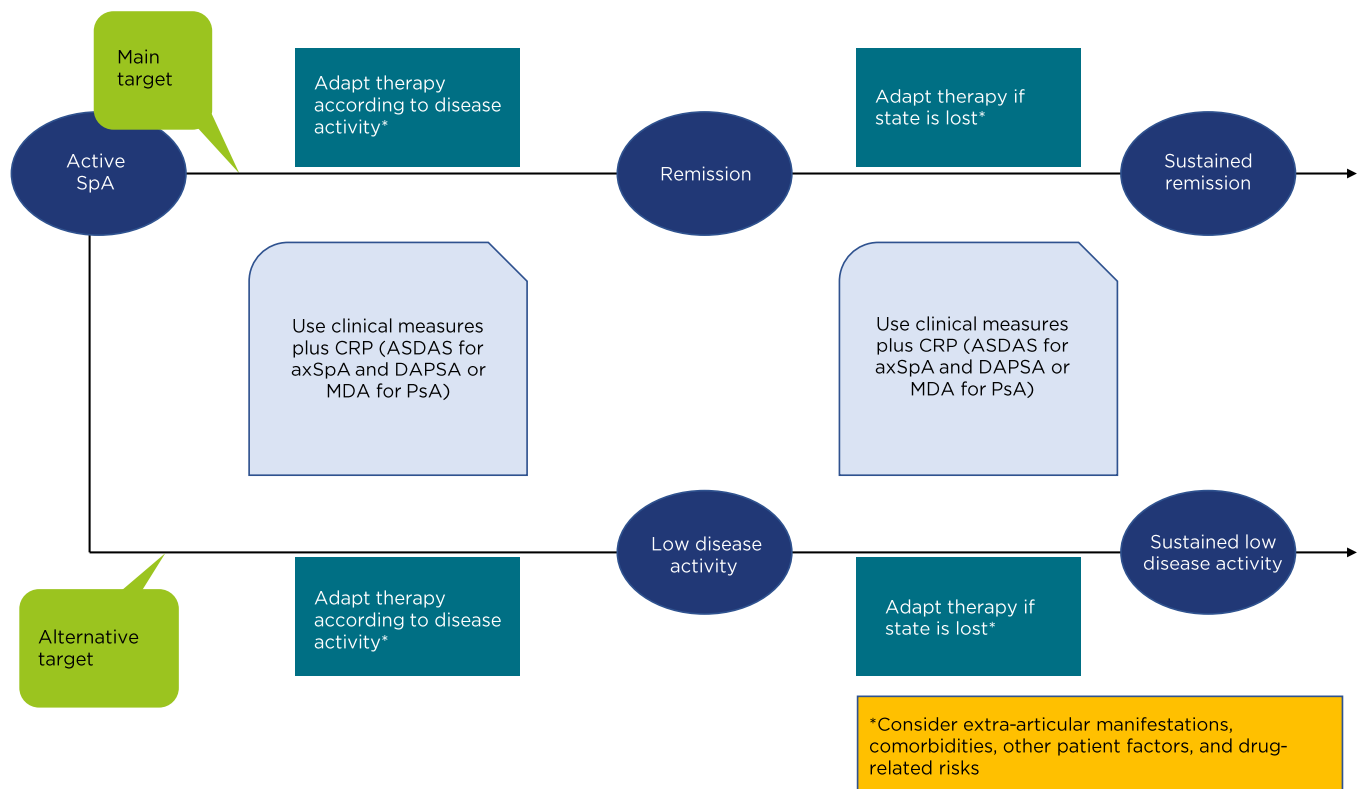 Main
target
Adapt therapy
according to disease
activity*
Adapt therapy if
state is lost*
Active
SpA
Remission
Sustained
remission
Use clinical measures
plus CRP (ASDAS for
axSpA and DAPSA or
MDA for PsA)
Use clinical measures
plus CRP (ASDAS for
axSpA and DAPSA or
MDA for PsA)
Low disease
activity
Sustained low
disease activity
Alternative
target
Adapt therapy
according to disease
activity*
Adapt therapy if
state is lost*
*Consider extra-articular manifestations,
comorbidities, other patient factors, and drug-
related risks